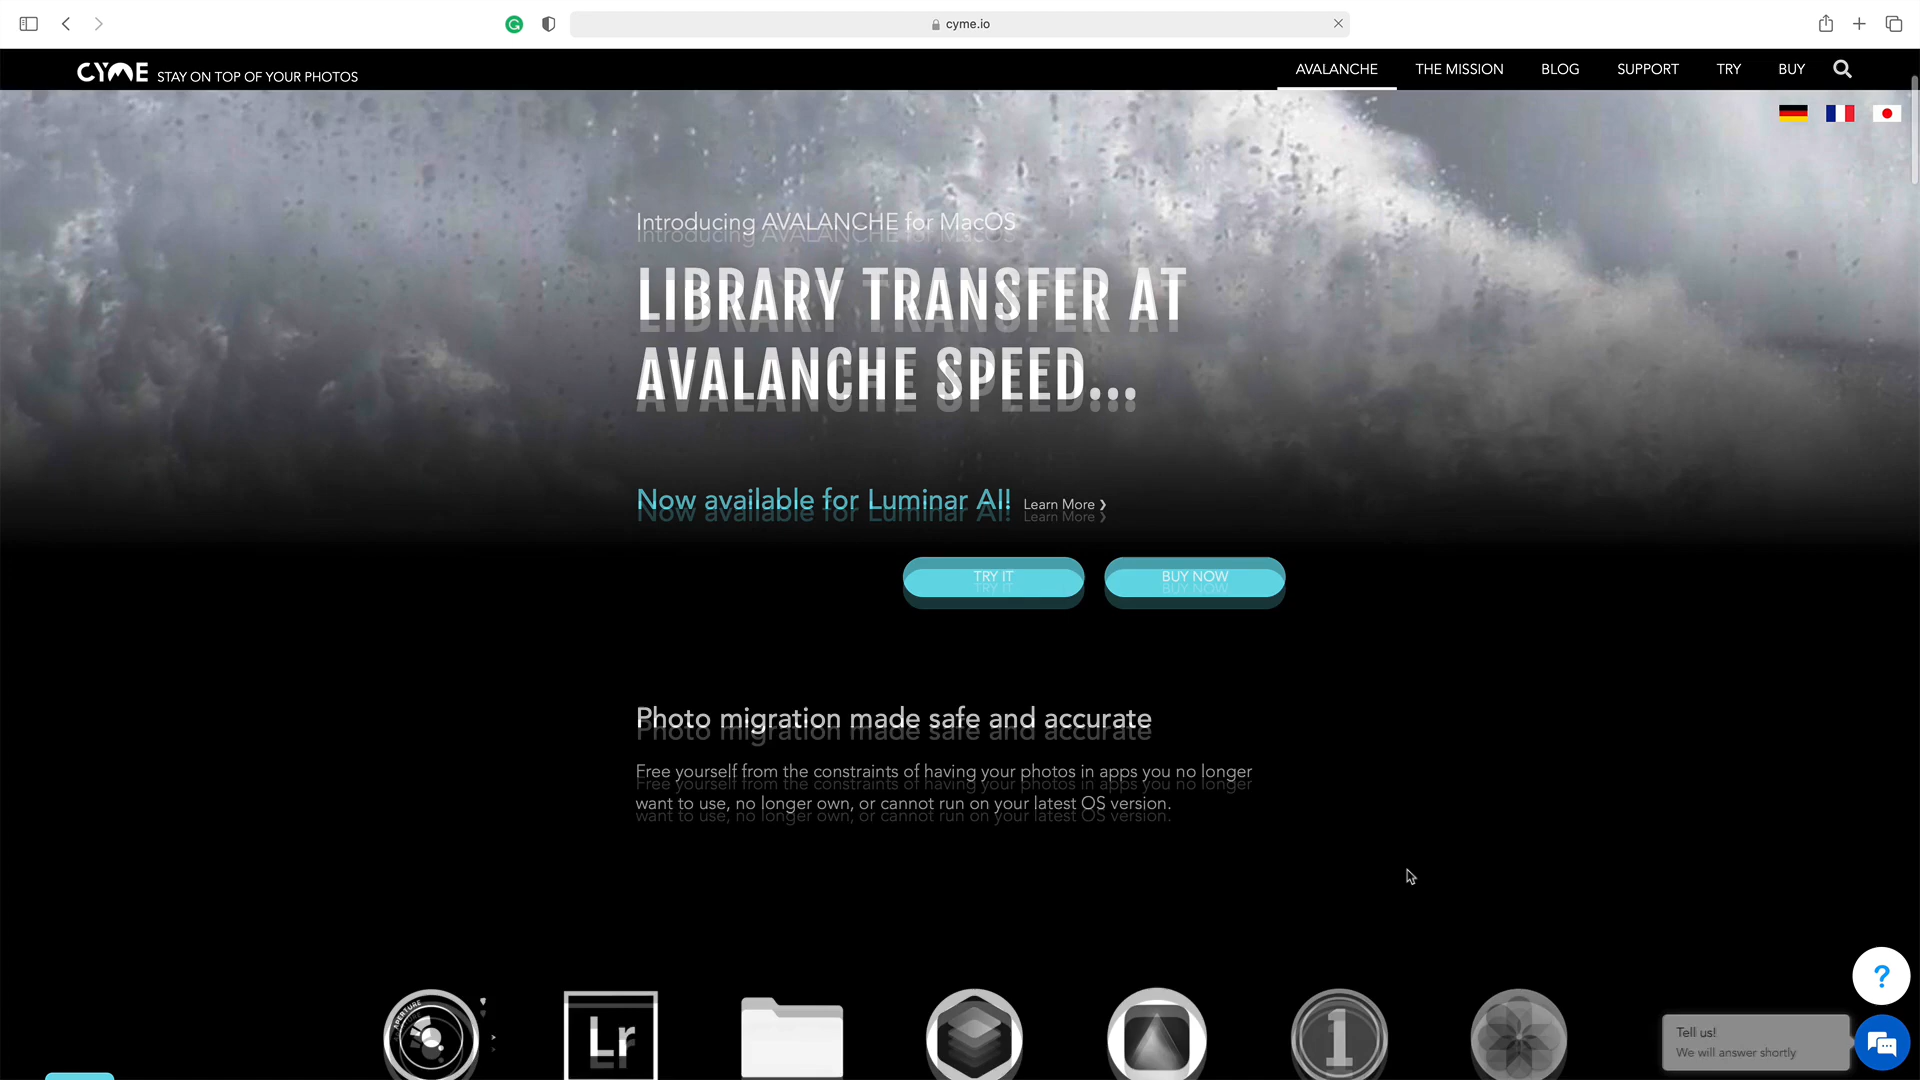 cyme.io
CYME STAY ON TOP OF YOUR PHOTOS
AVALANCHE THE MISSION BLOG SUPPORT TRY BUY
Introducing AVALANCHE for MacOS
LIBRARY TRANSFER AT
AVALANCHE SPEED...
Now available for Luminar AI! Learn More ❯
TRY IT BUY NOW
Photo migration made safe and accurate
Free yourself from the constraints of having your photos in apps you no longer
want to use, no longer own, or cannot run on your latest OS version.
APERTURE
Lr
1
?
Tell us!
We will answer shortly